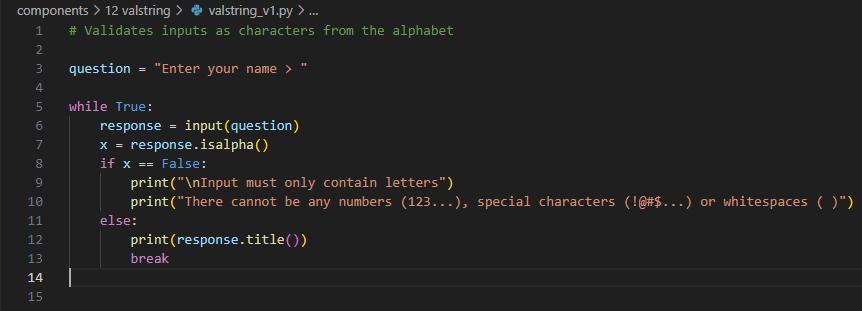 components > 12 valstring > valstring_v1.py > ...
1 # Validates inputs as characters from the alphabet
2
3 question = "Enter your name > "
4
5 while True:
6     response = input(question)
7     x = response.isalpha()
8     if x == False:
9         print("\nInput must only contain letters")
10         print("There cannot be any numbers (123...), special characters (!@#$...) or whitespaces ( )")
11     else:
12         print(response.title())
13         break
14
15